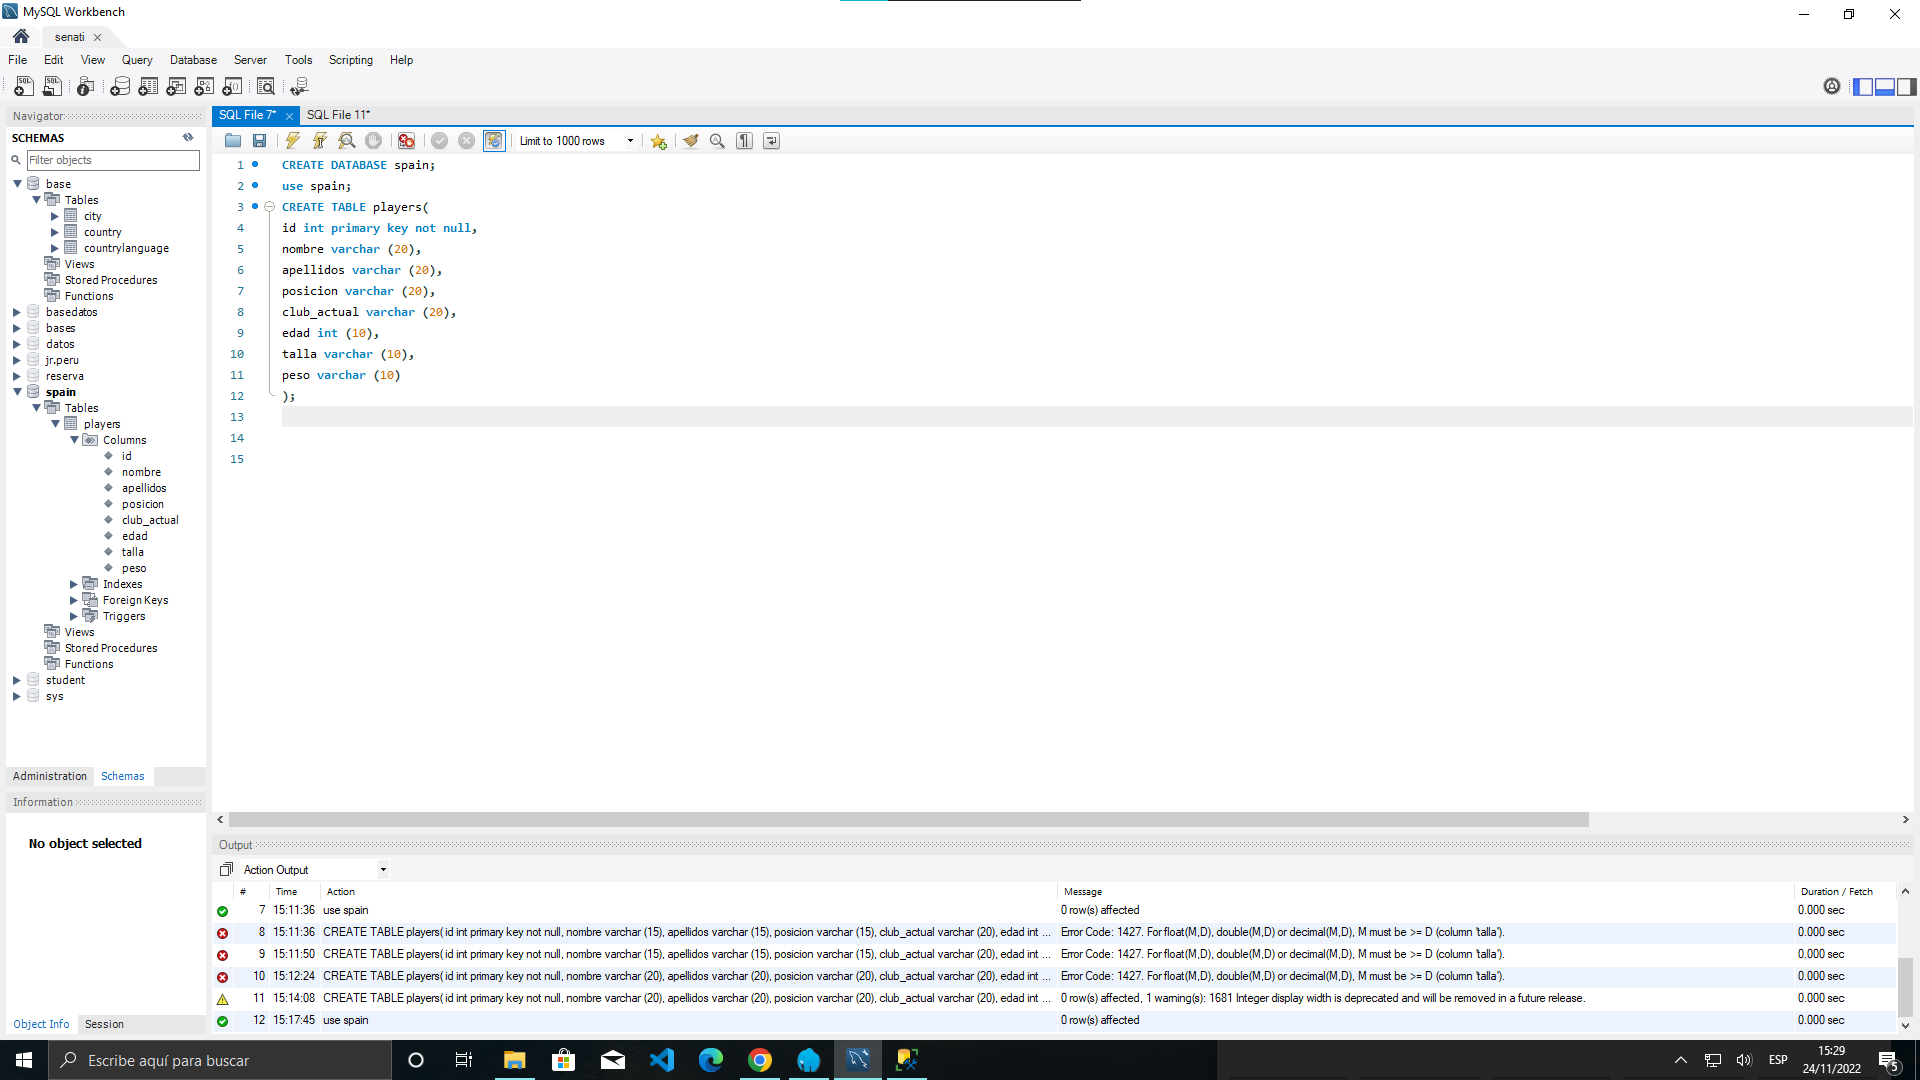 MySQL Workbench
senati
File Edit View Query Database Server Tools Scripting Help
Navigator
SCHEMAS
Filter objects
base
Tables
city
country
countrylanguage
Views
Stored Procedures
Functions
basedatos
bases
datos
jr.peru
reserva
spain
Tables
players
Columns
id
nombre
apellidos
posicion
club_actual
edad
talla
peso
Indexes
Foreign Keys
Triggers
Views
Stored Procedures
Functions
student
sys
Administration Schemas
Information
No object selected
Object Info Session
SQL File 7* SQL File 11*
Limit to 1000 rows
1 CREATE DATABASE spain;
2 use spain;
3 CREATE TABLE players(
4 id int primary key not null,
5 nombre varchar (20),
6 apellidos varchar (20),
7 posicion varchar (20),
8 club_actual varchar (20),
9 edad int (10),
10 talla varchar (10),
11 peso varchar (10)
12 );
13
14
15
Output
Action Output
# Time Action Message Duration / Fetch
7 15:11:36 use spain 0 row(s) affected 0.000 sec
8 15:11:36 CREATE TABLE players( id int primary key not null, nombre varchar (15), apellidos varchar (15), posicion varchar (15), club_actual varchar (20), edad int ... Error Code: 1427. For float(M,D), double(M,D) or decimal(M,D), M must be >= D (column 'talla'). 0.000 sec
9 15:11:50 CREATE TABLE players( id int primary key not null, nombre varchar (15), apellidos varchar (15), posicion varchar (15), club_actual varchar (20), edad int ... Error Code: 1427. For float(M,D), double(M,D) or decimal(M,D), M must be >= D (column 'talla'). 0.000 sec
10 15:12:24 CREATE TABLE players( id int primary key not null, nombre varchar (20), apellidos varchar (20), posicion varchar (20), club_actual varchar (20), edad int ... Error Code: 1427. For float(M,D), double(M,D) or decimal(M,D), M must be >= D (column 'talla'). 0.000 sec
11 15:14:08 CREATE TABLE players( id int primary key not null, nombre varchar (20), apellidos varchar (20), posicion varchar (20), club_actual varchar (20), edad int ... 0 row(s) affected, 1 warning(s): 1681 Integer display width is deprecated and will be removed in a future release. 0.000 sec
12 15:17:45 use spain 0 row(s) affected 0.000 sec
Escribe aquí para buscar
ESP
15:29
24/11/2022
5